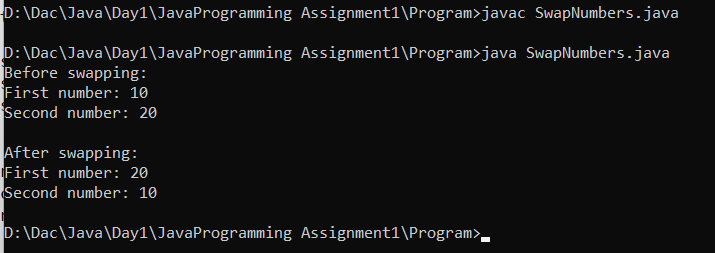 D:\Dac\Java\Day1\JavaProgramming Assignment1\Program>javac SwapNumbers.java
D:\Dac\Java\Day1\JavaProgramming Assignment1\Program>java SwapNumbers.java
Before swapping:
First number: 10
Second number: 20
After swapping:
First number: 20
Second number: 10
D:\Dac\Java\Day1\JavaProgramming Assignment1\Program>